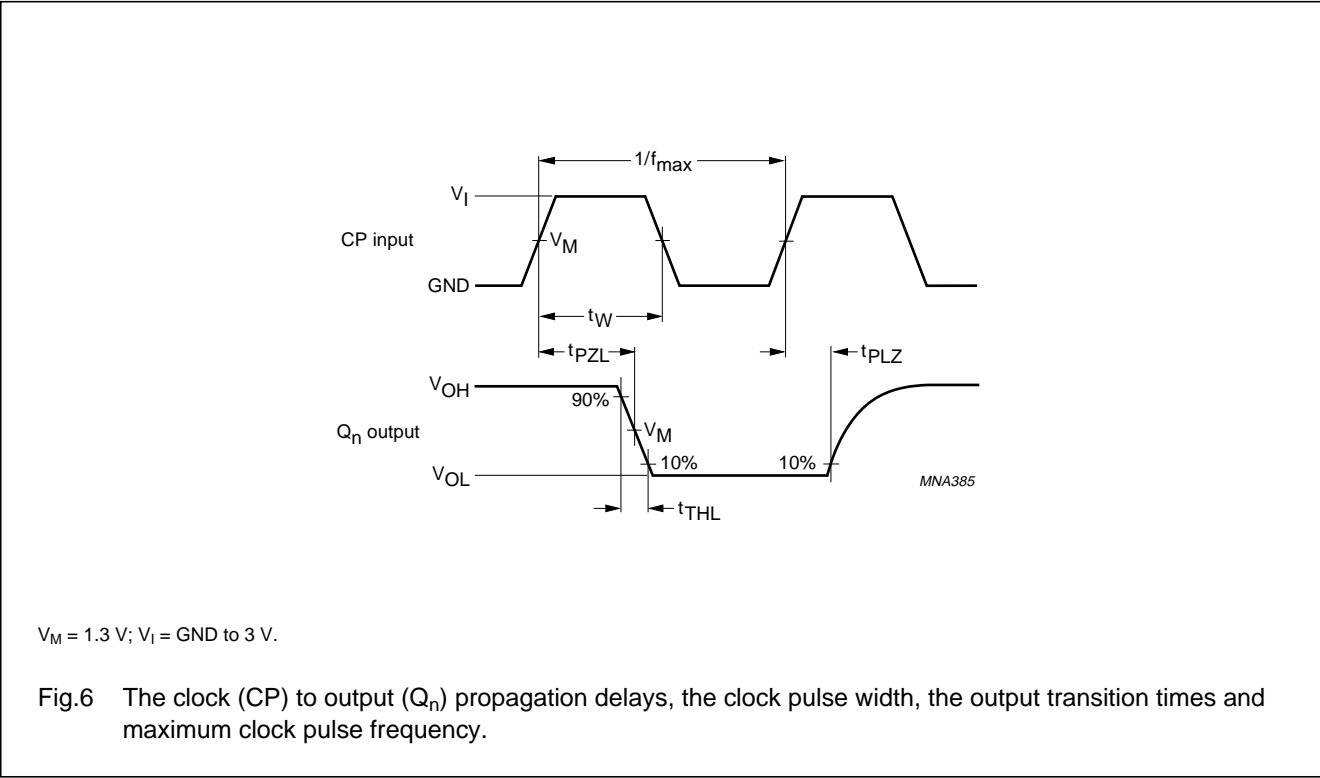 1/fmax
VI
CP input
VM
GND
tW
tPZL
tPLZ
VOH
90%
Qn output
VM
10%
10%
VOL
MNA385
tTHL
VM = 1.3 V; VI = GND to 3 V.
Fig.6 The clock (CP) to output (Qn) propagation delays, the clock pulse width, the output transition times and
maximum clock pulse frequency.